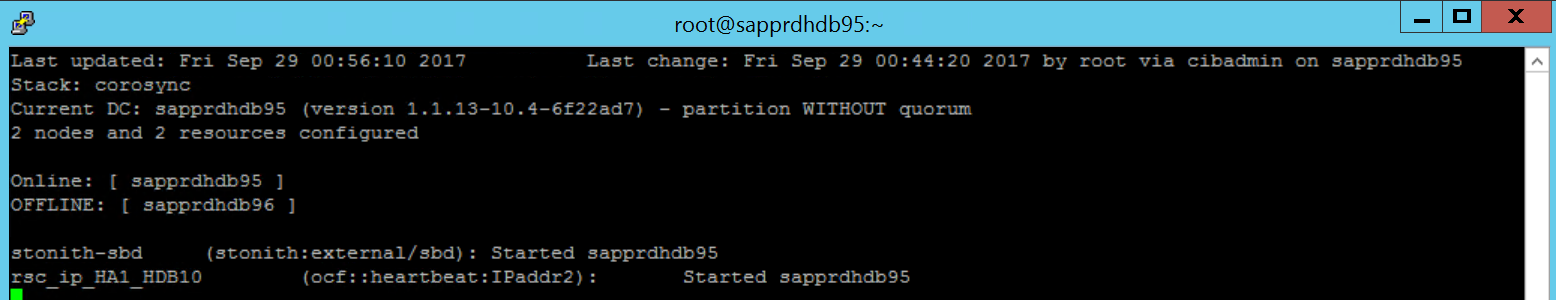 root@sapprdhdb95:~
Last updated: Fri Sep 29 00:56:10 2017          Last change: Fri Sep 29 00:44:20 2017 by root via cibadmin on sapprdhdb95
Stack: corosync
Current DC: sapprdhdb95 (version 1.1.13-10.4-6f22ad7) - partition WITHOUT quorum
2 nodes and 2 resources configured
Online: [ sapprdhdb95 ]
OFFLINE: [ sapprdhdb96 ]
stonith-sbd     (stonith:external/sbd): Started sapprdhdb95
rsc_ip_HA1_HDB10        (ocf::heartbeat:IPaddr2):       Started sapprdhdb95